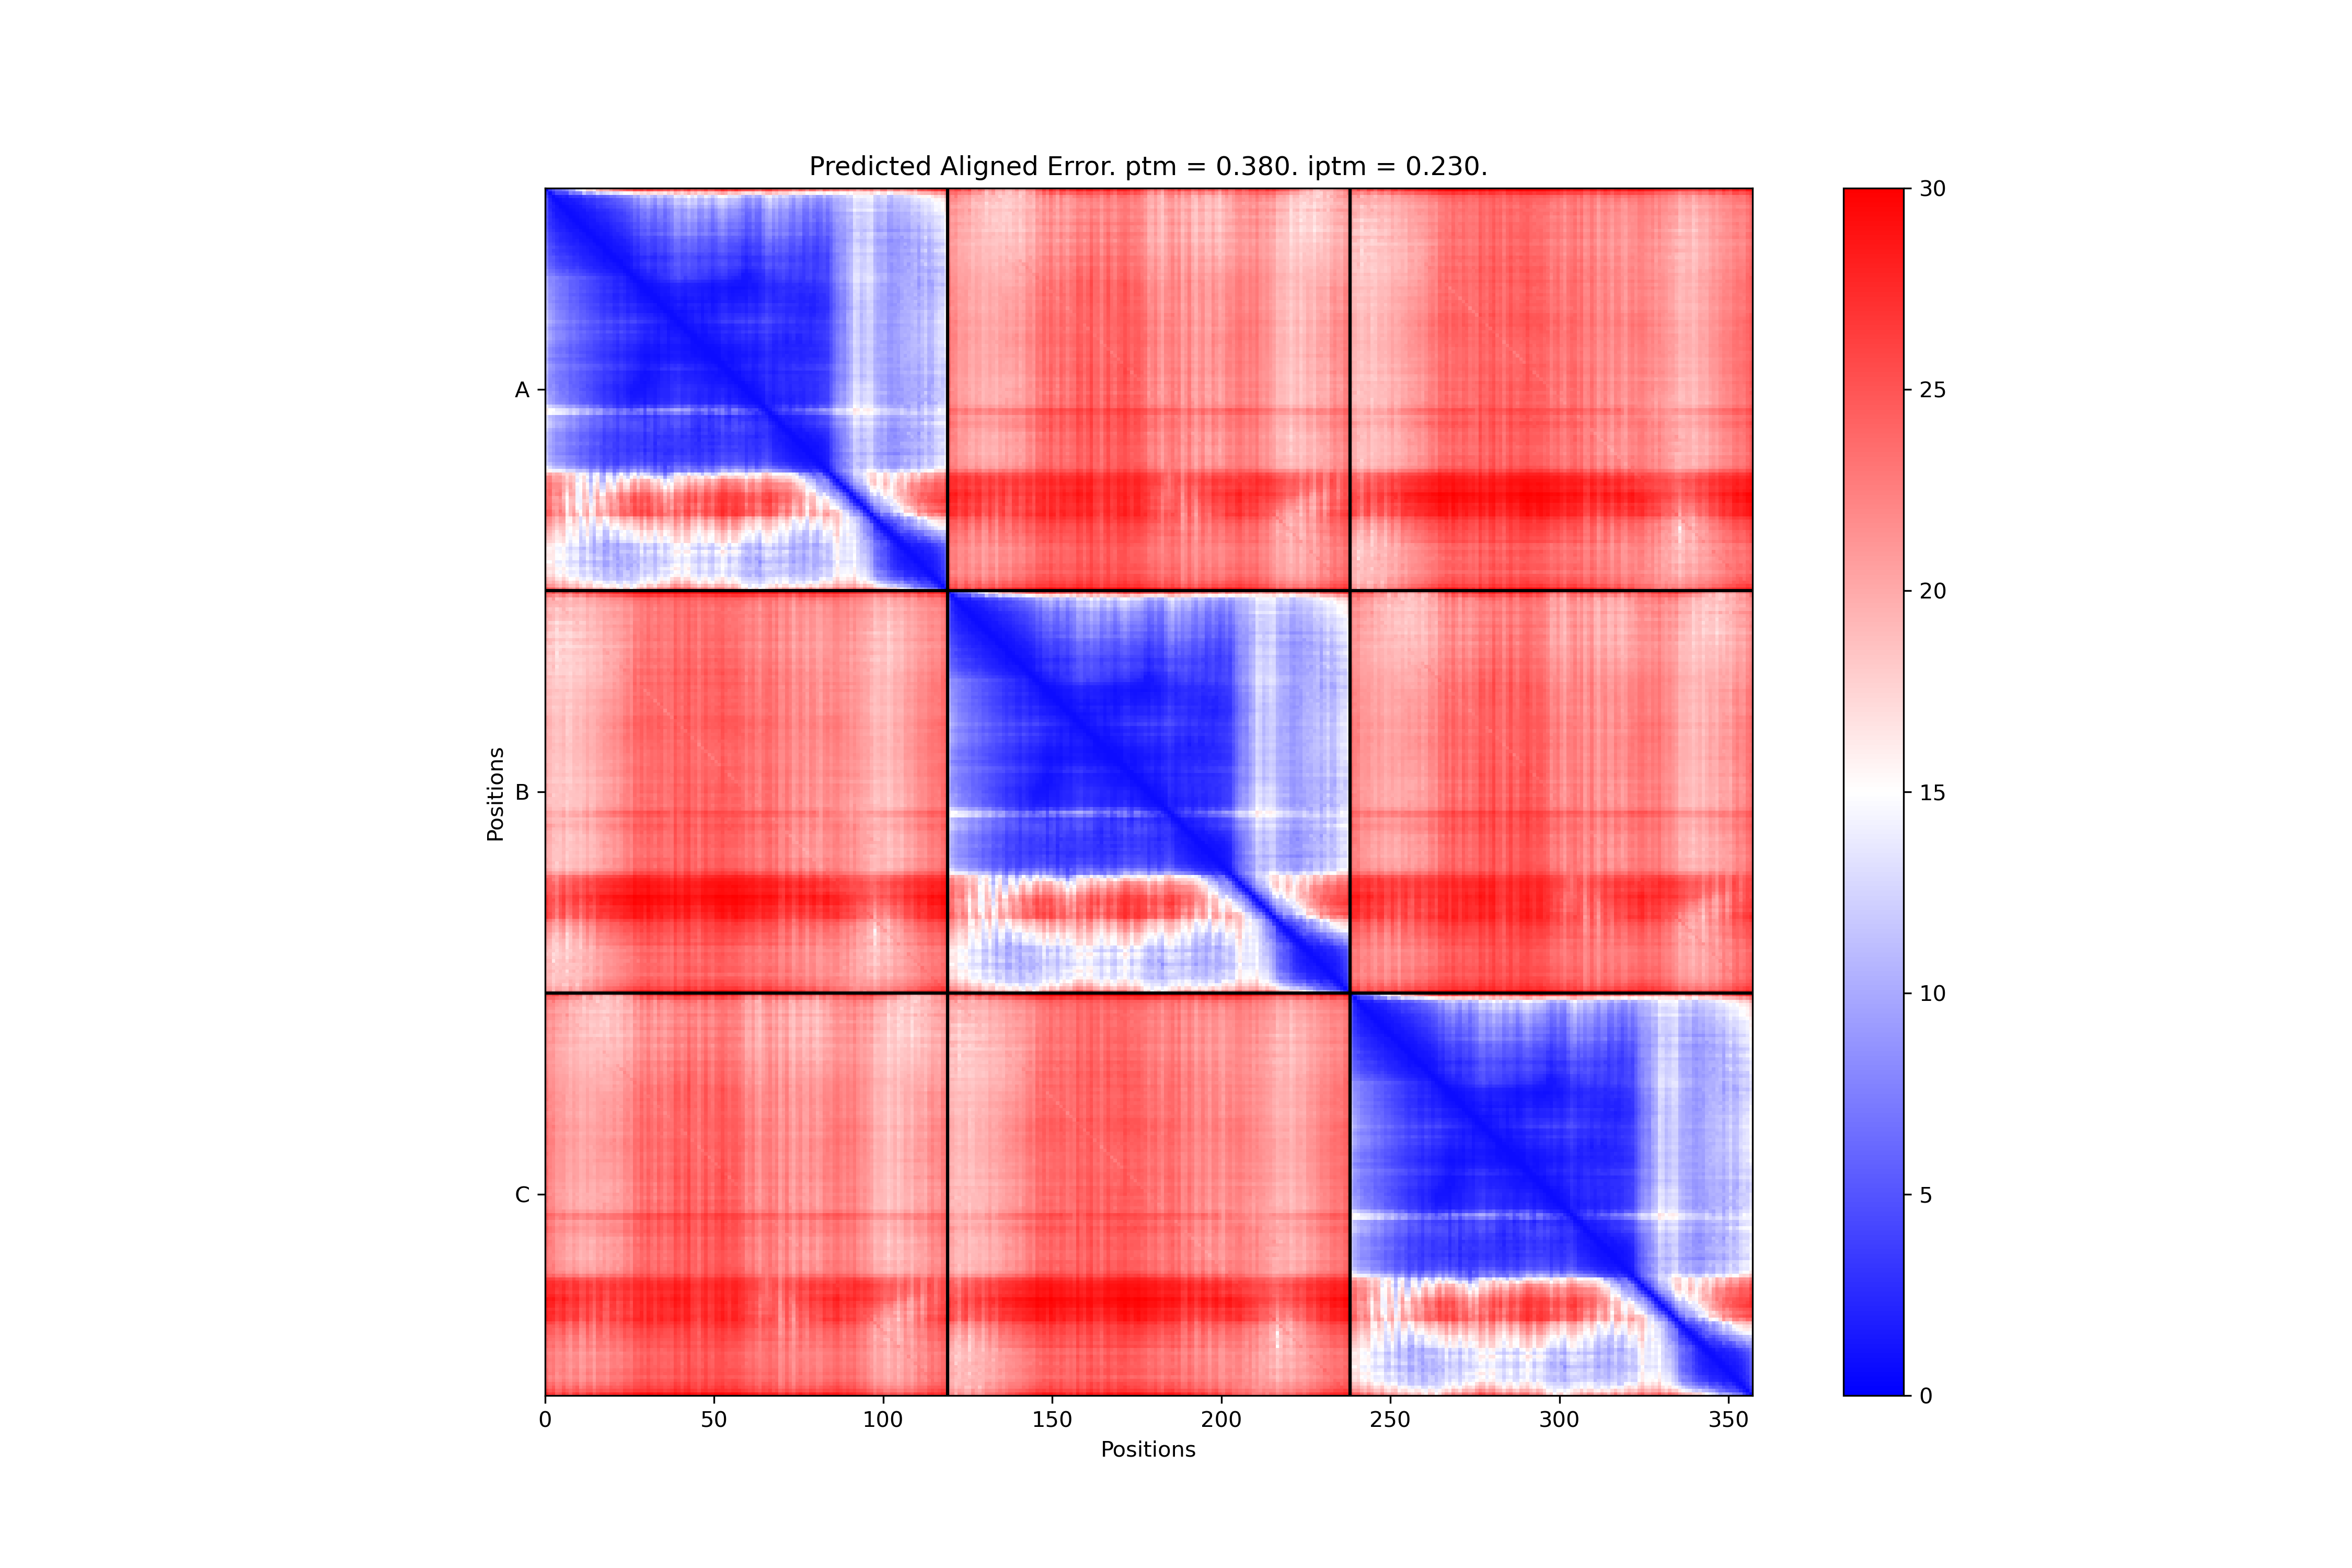 Predicted Aligned Error. ptm = 0.380. iptm = 0.230.
A
B
C
Positions
0 50 100 150 200 250 300 350
Positions
30
25
20
15
10
5
0